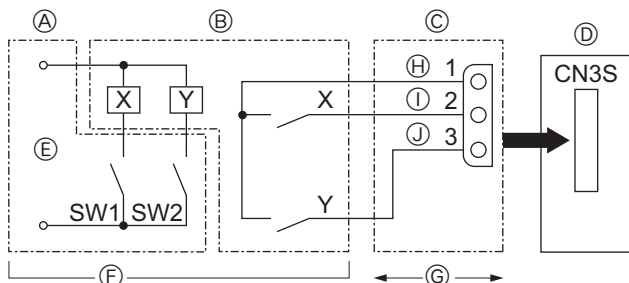 Ⓐ Ⓑ Ⓒ Ⓓ
CN3S
Ⓗ 1
X Y X Ⓘ 2
Ⓙ 3
Ⓔ
SW1 SW2 Y
Ⓕ Ⓖ